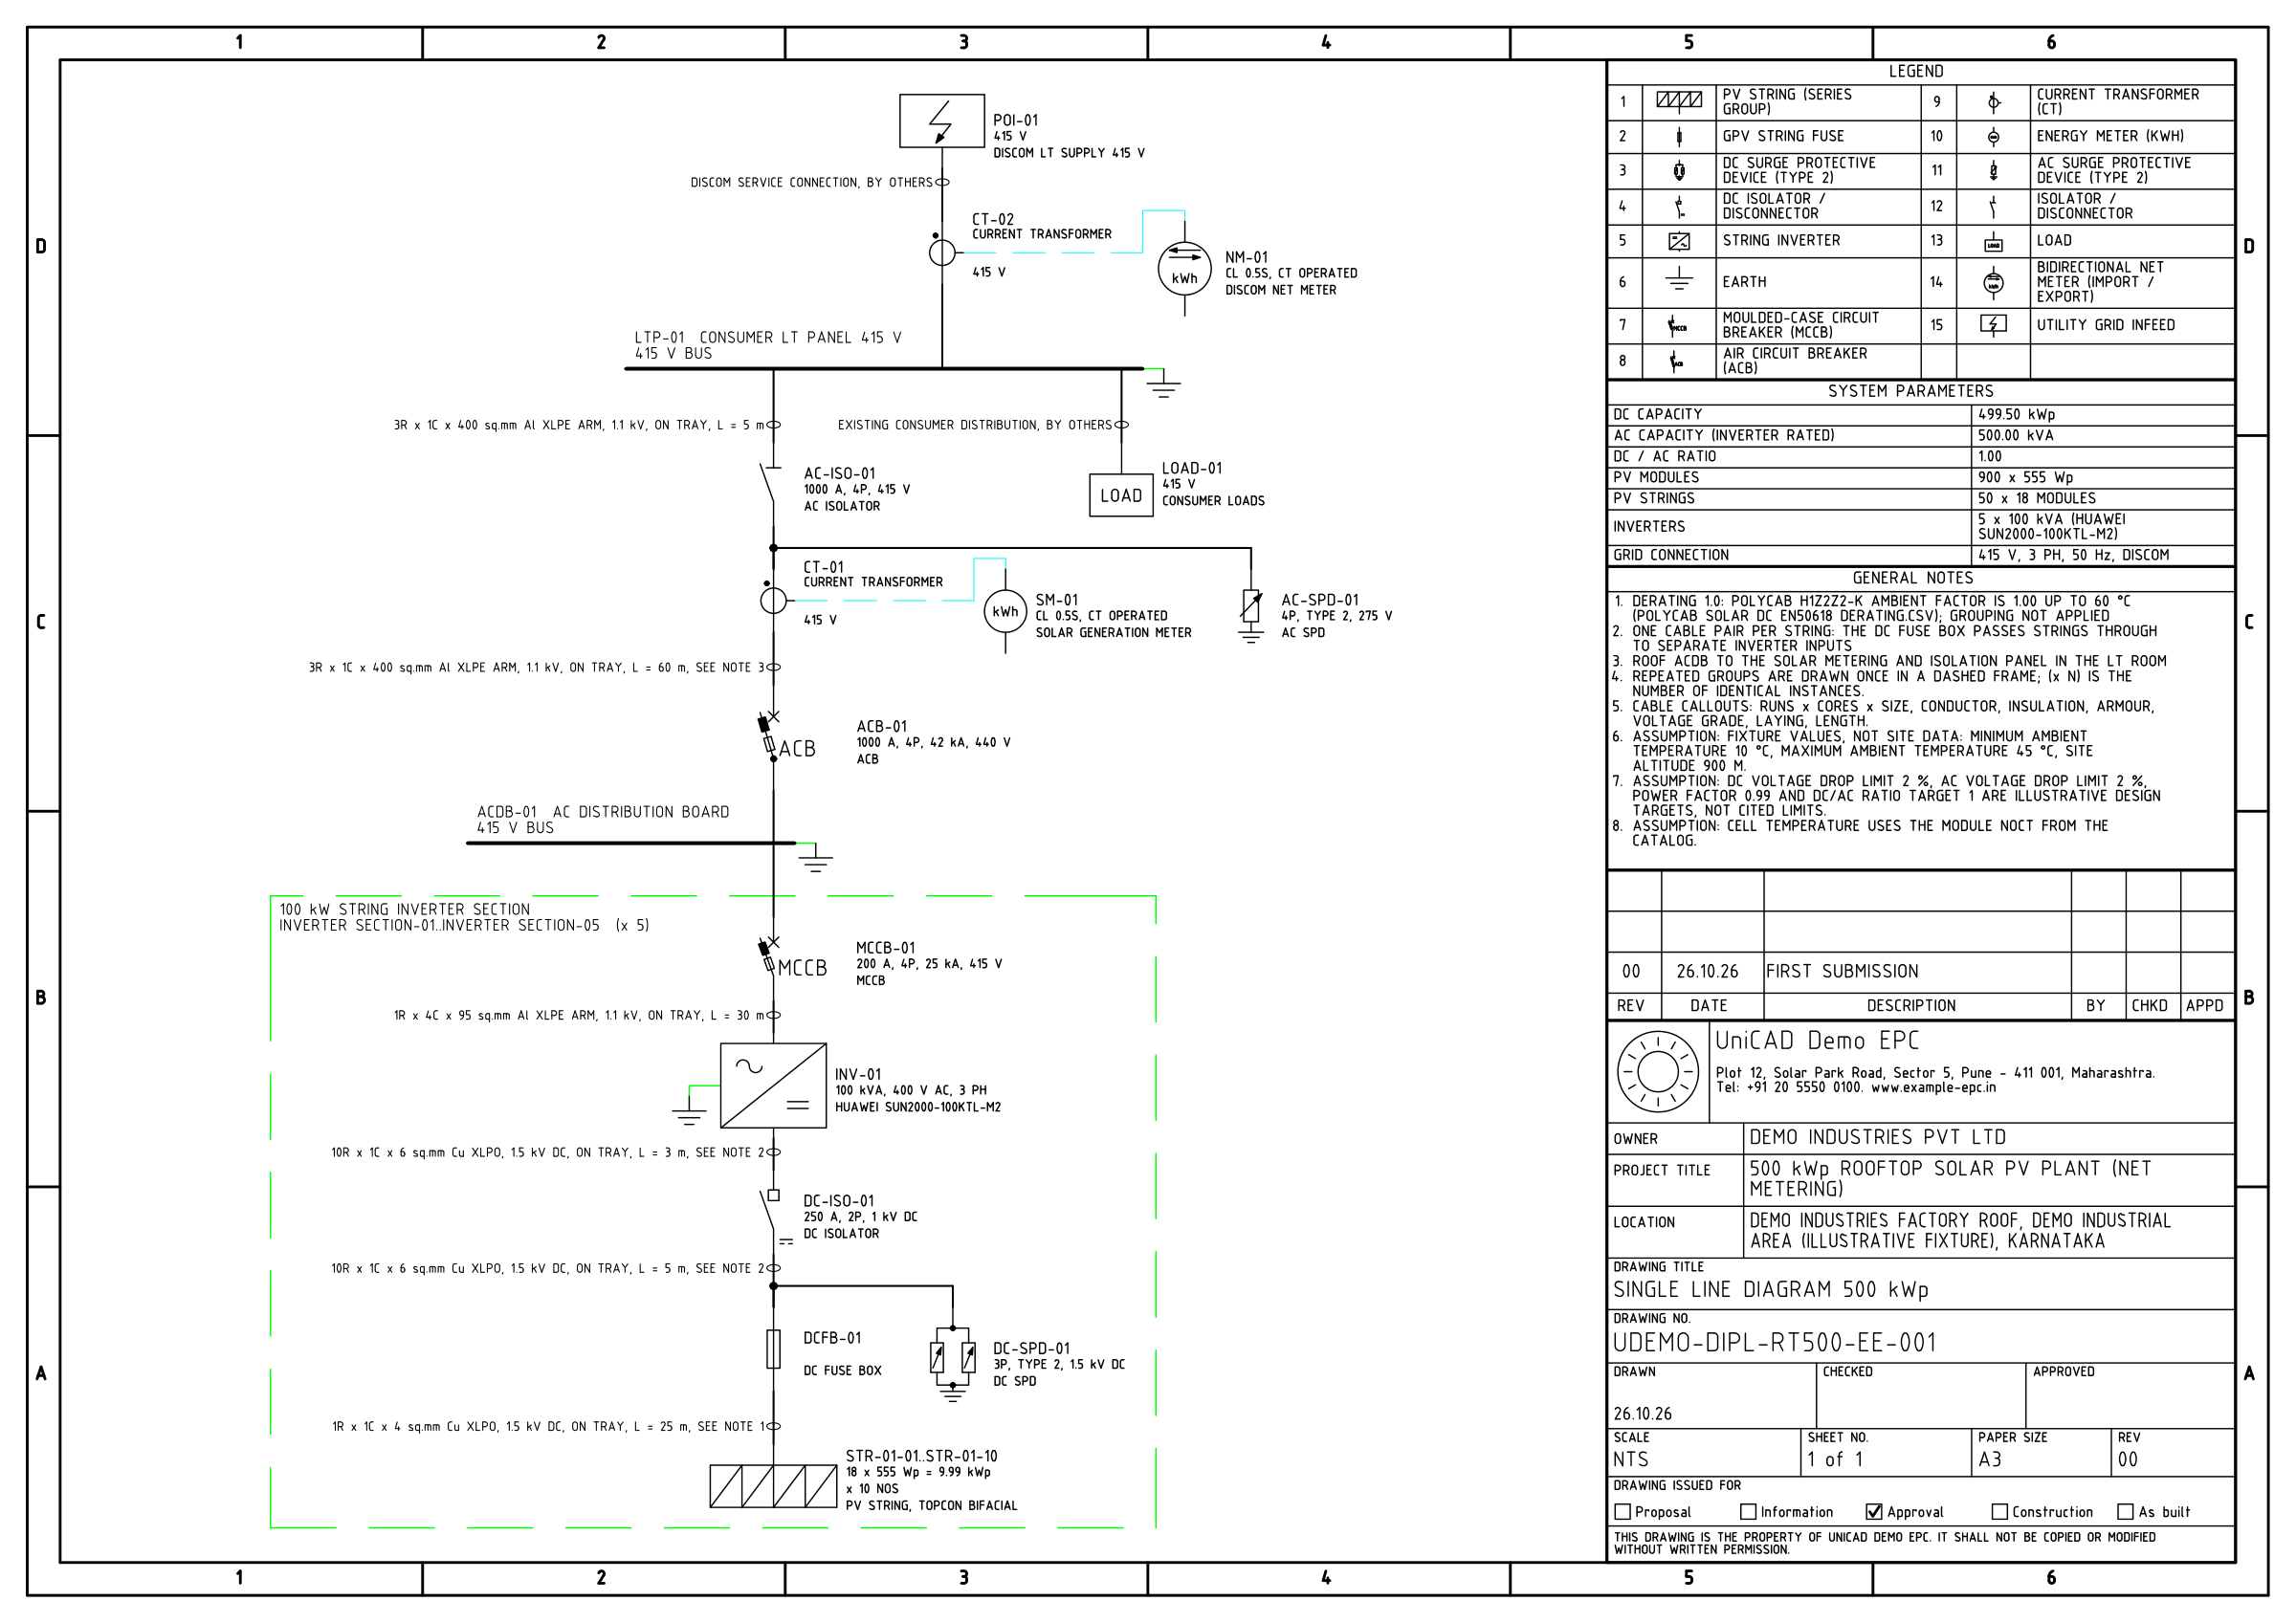 1 2 3 4 5 6
D
C
B
A
POI-01
415 V
DISCOM LT SUPPLY 415 V
DISCOM SERVICE CONNECTION, BY OTHERS
CT-02
CURRENT TRANSFORMER
415 V
kWh
NM-01
CL 0.5S, CT OPERATED
DISCOM NET METER
LTP-01 CONSUMER LT PANEL 415 V
415 V BUS
3R x 1C x 400 sq.mm Al XLPE ARM, 1.1 kV, ON TRAY, L = 5 m
EXISTING CONSUMER DISTRIBUTION, BY OTHERS
AC-ISO-01
1000 A, 4P, 415 V
AC ISOLATOR
LOAD
LOAD-01
415 V
CONSUMER LOADS
CT-01
CURRENT TRANSFORMER
415 V
kWh
SM-01
CL 0.5S, CT OPERATED
SOLAR GENERATION METER
AC-SPD-01
4P, TYPE 2, 275 V
AC SPD
3R x 1C x 400 sq.mm Al XLPE ARM, 1.1 kV, ON TRAY, L = 60 m, SEE NOTE 3
ACB
ACB-01
1000 A, 4P, 42 kA, 440 V
ACB
ACDB-01 AC DISTRIBUTION BOARD
415 V BUS
100 kW STRING INVERTER SECTION
INVERTER SECTION-01..INVERTER SECTION-05 (x 5)
MCCB
MCCB-01
200 A, 4P, 25 kA, 415 V
MCCB
1R x 4C x 95 sq.mm Al XLPE ARM, 1.1 kV, ON TRAY, L = 30 m
INV-01
100 kVA, 400 V AC, 3 PH
HUAWEI SUN2000-100KTL-M2
10R x 1C x 6 sq.mm Cu XLPO, 1.5 kV DC, ON TRAY, L = 3 m, SEE NOTE 2
DC-ISO-01
250 A, 2P, 1 kV DC
DC ISOLATOR
10R x 1C x 6 sq.mm Cu XLPO, 1.5 kV DC, ON TRAY, L = 5 m, SEE NOTE 2
DCFB-01
DC FUSE BOX
DC-SPD-01
3P, TYPE 2, 1.5 kV DC
DC SPD
1R x 1C x 4 sq.mm Cu XLPO, 1.5 kV DC, ON TRAY, L = 25 m, SEE NOTE 1
STR-01-01..STR-01-10
18 x 555 Wp = 9.99 kWp
x 10 NOS
PV STRING, TOPCON BIFACIAL
LEGEND
1 PV STRING (SERIES
GROUP)
9 CURRENT TRANSFORMER
(CT)
2 GPV STRING FUSE
10 ENERGY METER (KWH)
3 DC SURGE PROTECTIVE
DEVICE (TYPE 2)
11 AC SURGE PROTECTIVE
DEVICE (TYPE 2)
4 DC ISOLATOR /
DISCONNECTOR
12 ISOLATOR /
DISCONNECTOR
5 STRING INVERTER
13 LOAD LOAD
6 EARTH
14 BIDIRECTIONAL NET
METER (IMPORT /
EXPORT)
7 MCCB MOULDED-CASE CIRCUIT
BREAKER (MCCB)
15 UTILITY GRID INFEED
8 ACB AIR CIRCUIT BREAKER
(ACB)
SYSTEM PARAMETERS
DC CAPACITY 499.50 kWp
AC CAPACITY (INVERTER RATED) 500.00 kVA
DC / AC RATIO 1.00
PV MODULES 900 x 555 Wp
PV STRINGS 50 x 18 MODULES
INVERTERS 5 x 100 kVA (HUAWEI
SUN2000-100KTL-M2)
GRID CONNECTION 415 V, 3 PH, 50 Hz, DISCOM
GENERAL NOTES
1. DERATING 1.0: POLYCAB H1Z2Z2-K AMBIENT FACTOR IS 1.00 UP TO 60 °C
(POLYCAB SOLAR DC EN50618 DERATING.CSV); GROUPING NOT APPLIED
2. ONE CABLE PAIR PER STRING: THE DC FUSE BOX PASSES STRINGS THROUGH
TO SEPARATE INVERTER INPUTS
3. ROOF ACDB TO THE SOLAR METERING AND ISOLATION PANEL IN THE LT ROOM
4. REPEATED GROUPS ARE DRAWN ONCE IN A DASHED FRAME; (x N) IS THE
NUMBER OF IDENTICAL INSTANCES.
5. CABLE CALLOUTS: RUNS x CORES x SIZE, CONDUCTOR, INSULATION, ARMOUR,
VOLTAGE GRADE, LAYING, LENGTH.
6. ASSUMPTION: FIXTURE VALUES, NOT SITE DATA: MINIMUM AMBIENT
TEMPERATURE 10 °C, MAXIMUM AMBIENT TEMPERATURE 45 °C, SITE
ALTITUDE 900 M.
7. ASSUMPTION: DC VOLTAGE DROP LIMIT 2 %, AC VOLTAGE DROP LIMIT 2 %,
POWER FACTOR 0.99 AND DC/AC RATIO TARGET 1 ARE ILLUSTRATIVE DESIGN
TARGETS, NOT CITED LIMITS.
8. ASSUMPTION: CELL TEMPERATURE USES THE MODULE NOCT FROM THE
CATALOG.
00 26.10.26 FIRST SUBMISSION
REV DATE DESCRIPTION BY CHKD APPD
UniCAD Demo EPC
Plot 12, Solar Park Road, Sector 5, Pune - 411 001, Maharashtra.
Tel: +91 20 5550 0100. www.example-epc.in
OWNER DEMO INDUSTRIES PVT LTD
PROJECT TITLE 500 kWp ROOFTOP SOLAR PV PLANT (NET
METERING)
LOCATION DEMO INDUSTRIES FACTORY ROOF, DEMO INDUSTRIAL
AREA (ILLUSTRATIVE FIXTURE), KARNATAKA
DRAWING TITLE
SINGLE LINE DIAGRAM 500 kWp
DRAWING NO.
UDEMO-DIPL-RT500-EE-001
DRAWN CHECKED APPROVED
26.10.26
SCALE SHEET NO. PAPER SIZE REV
NTS 1 of 1 A3 00
DRAWING ISSUED FOR
Proposal Information Approval Construction As built
THIS DRAWING IS THE PROPERTY OF UNICAD DEMO EPC. IT SHALL NOT BE COPIED OR MODIFIED
WITHOUT WRITTEN PERMISSION.
D
C
B
A
1 2 3 4 5 6